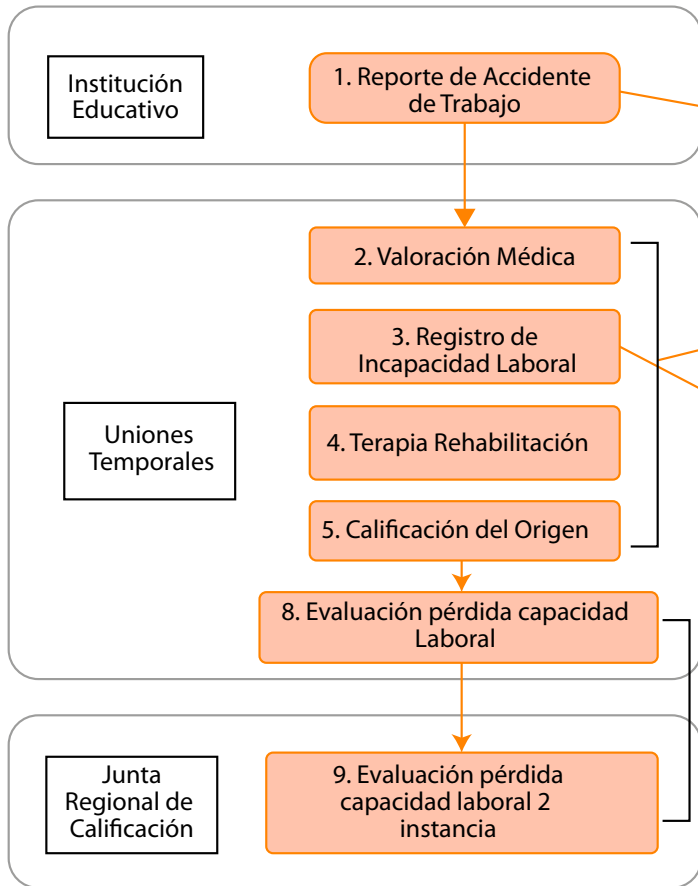 Institución
Educativo
1. Reporte de Accidente
de Trabajo
2. Valoración Médica
3. Registro de
Incapacidad Laboral
Uniones
Temporales
4. Terapia Rehabilitación
5. Calificación del Origen
8. Evaluación pérdida capacidad
Laboral
Junta
Regional de
Calificación
9. Evaluación pérdida
capacidad laboral 2
instancia